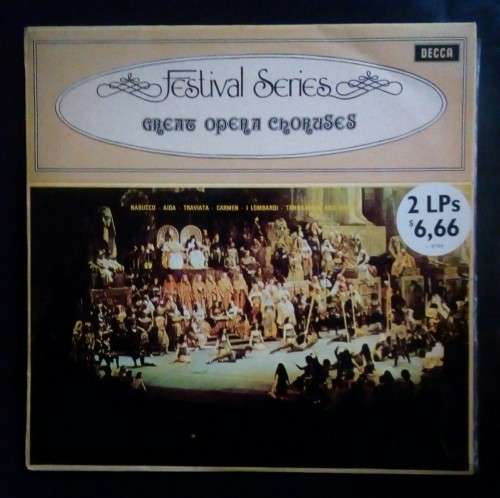 DECCA
Festival Series
GREAT OPERA CHORUSES
NABUCCO · AIDA · TRAVIATA · CARMEN · I LOMBARDI ·
2 LPs
$6,66